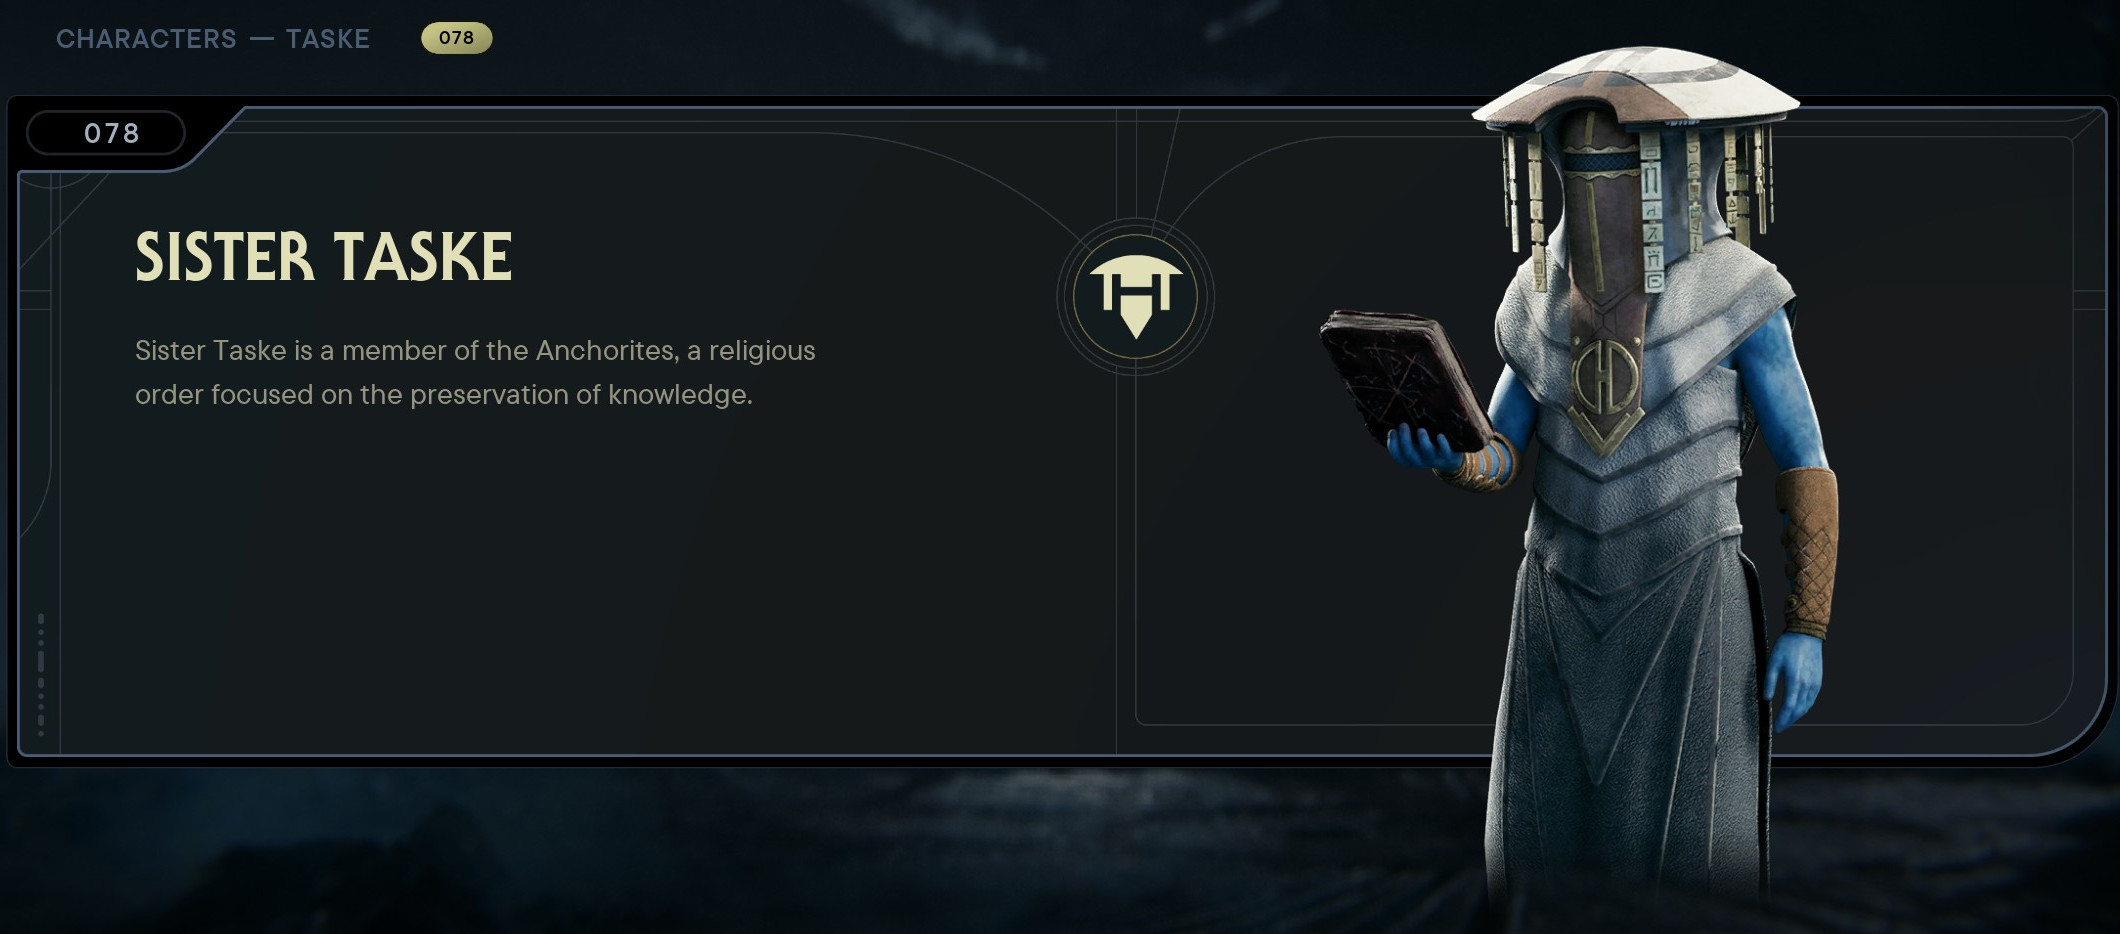 CHARACTERS — TASKE 078
078
SISTER TASKE
Sister Taske is a member of the Anchorites, a religious
order focused on the preservation of knowledge.